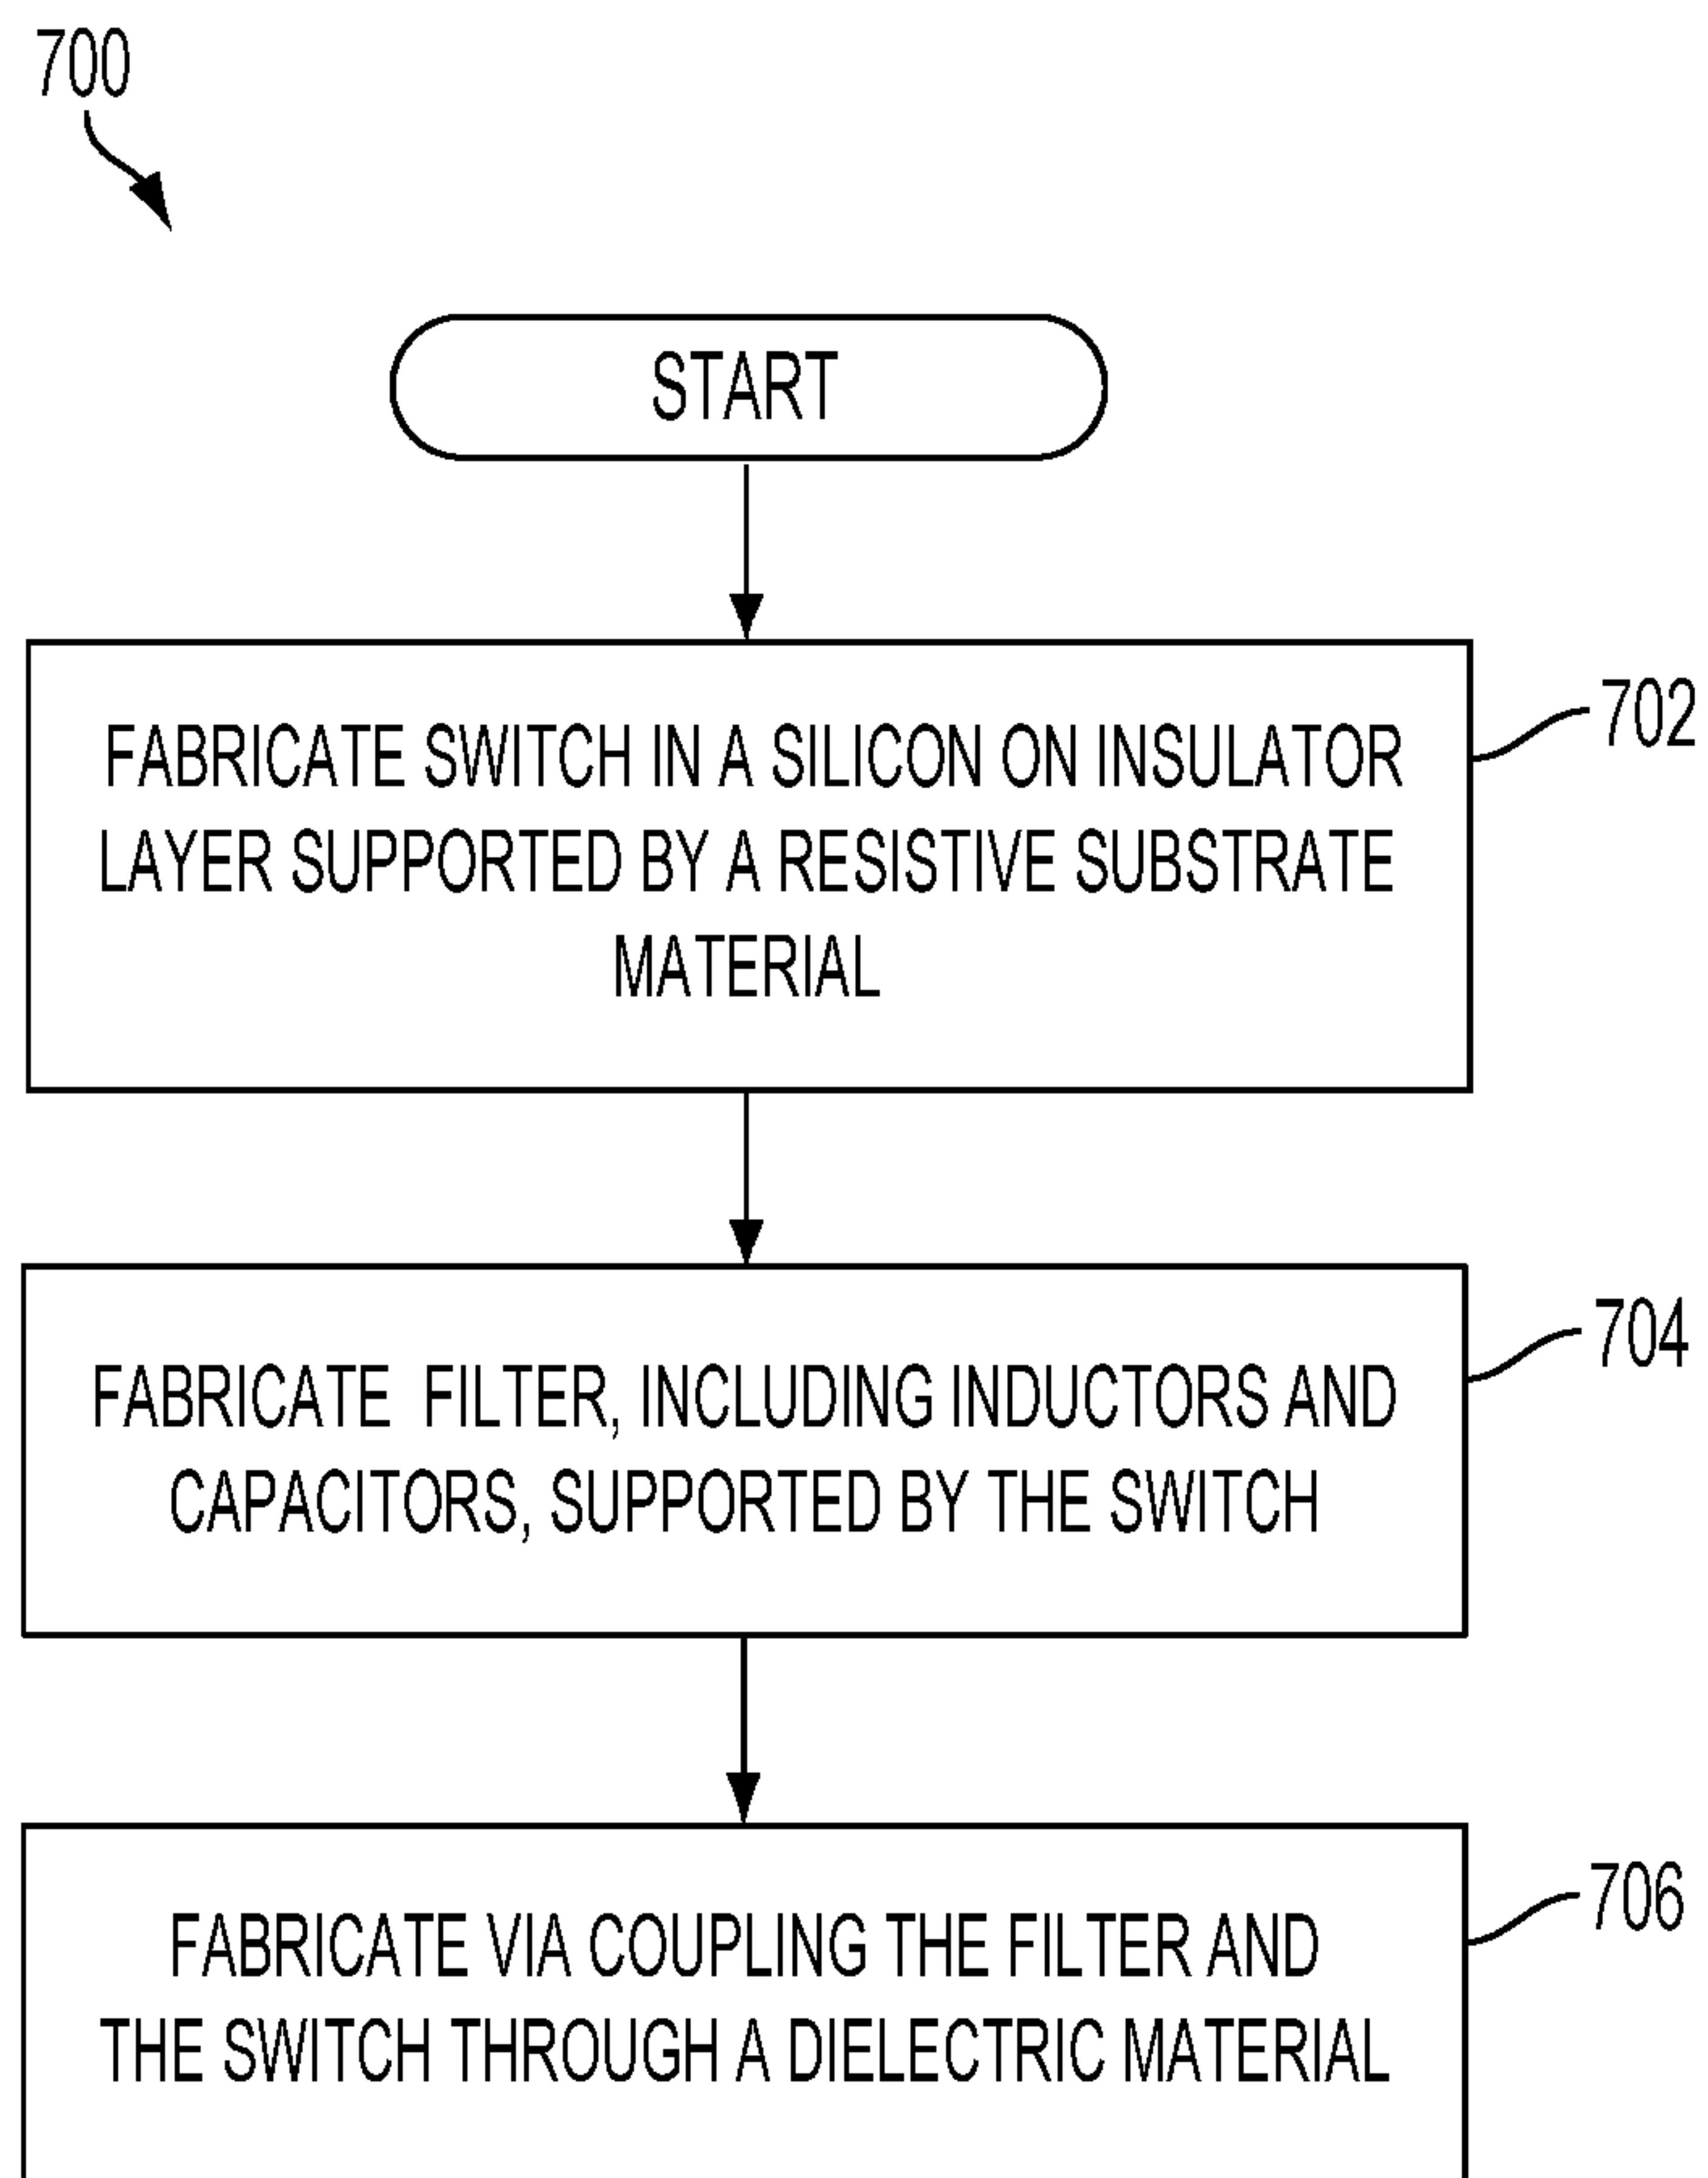 700
START
FABRICATE SWITCH IN A SILICON ON INSULATOR
LAYER SUPPORTED BY A RESISTIVE SUBSTRATE
MATERIAL
702
FABRICATE FILTER, INCLUDING INDUCTORS AND
CAPACITORS, SUPPORTED BY THE SWITCH
704
FABRICATE VIA COUPLING THE FILTER AND
THE SWITCH THROUGH A DIELECTRIC MATERIAL
706